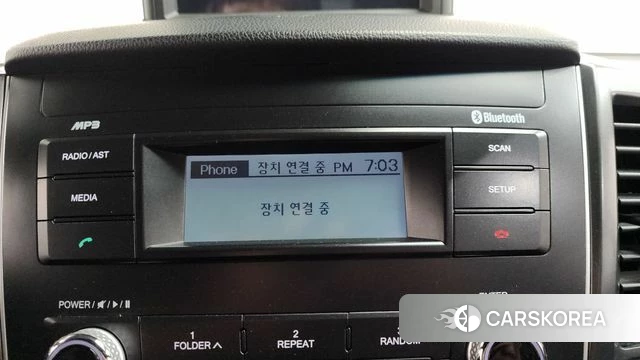 MP3
Bluetooth
RADIO/AST
Phone 장치 연결 중 PM 7:03
SCAN
MEDIA
장치 연결 중
SETUP
POWER/
1
FOLDER
2
REPEAT
3
RANDOM
CARSKOREA